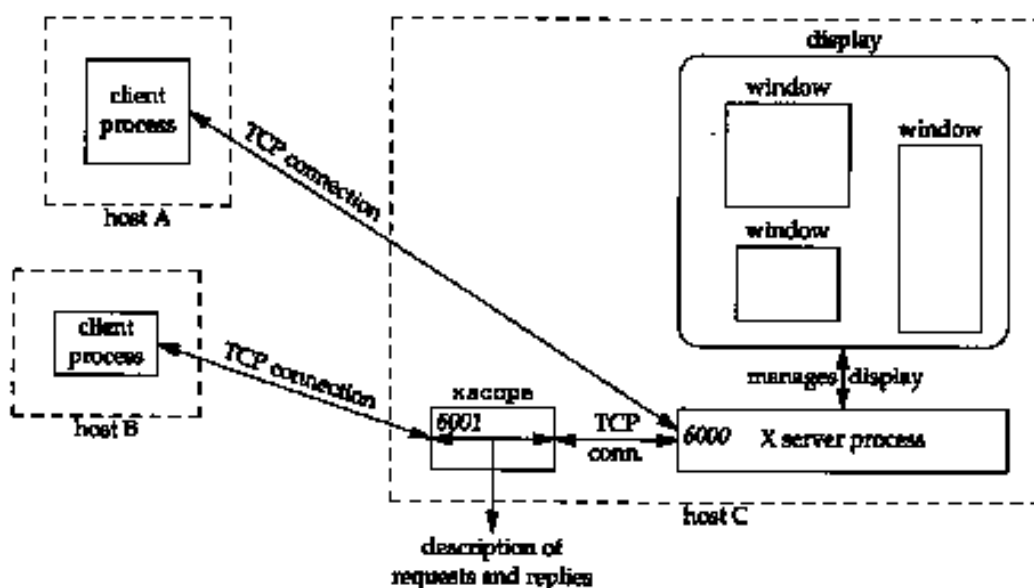 client
process
host A
TCP connection
display
window
window
window
client
process
host B
TCP connection
xscope
6001
TCP
conn.
manages display
6000 X server process
host C
description of
requests and replies